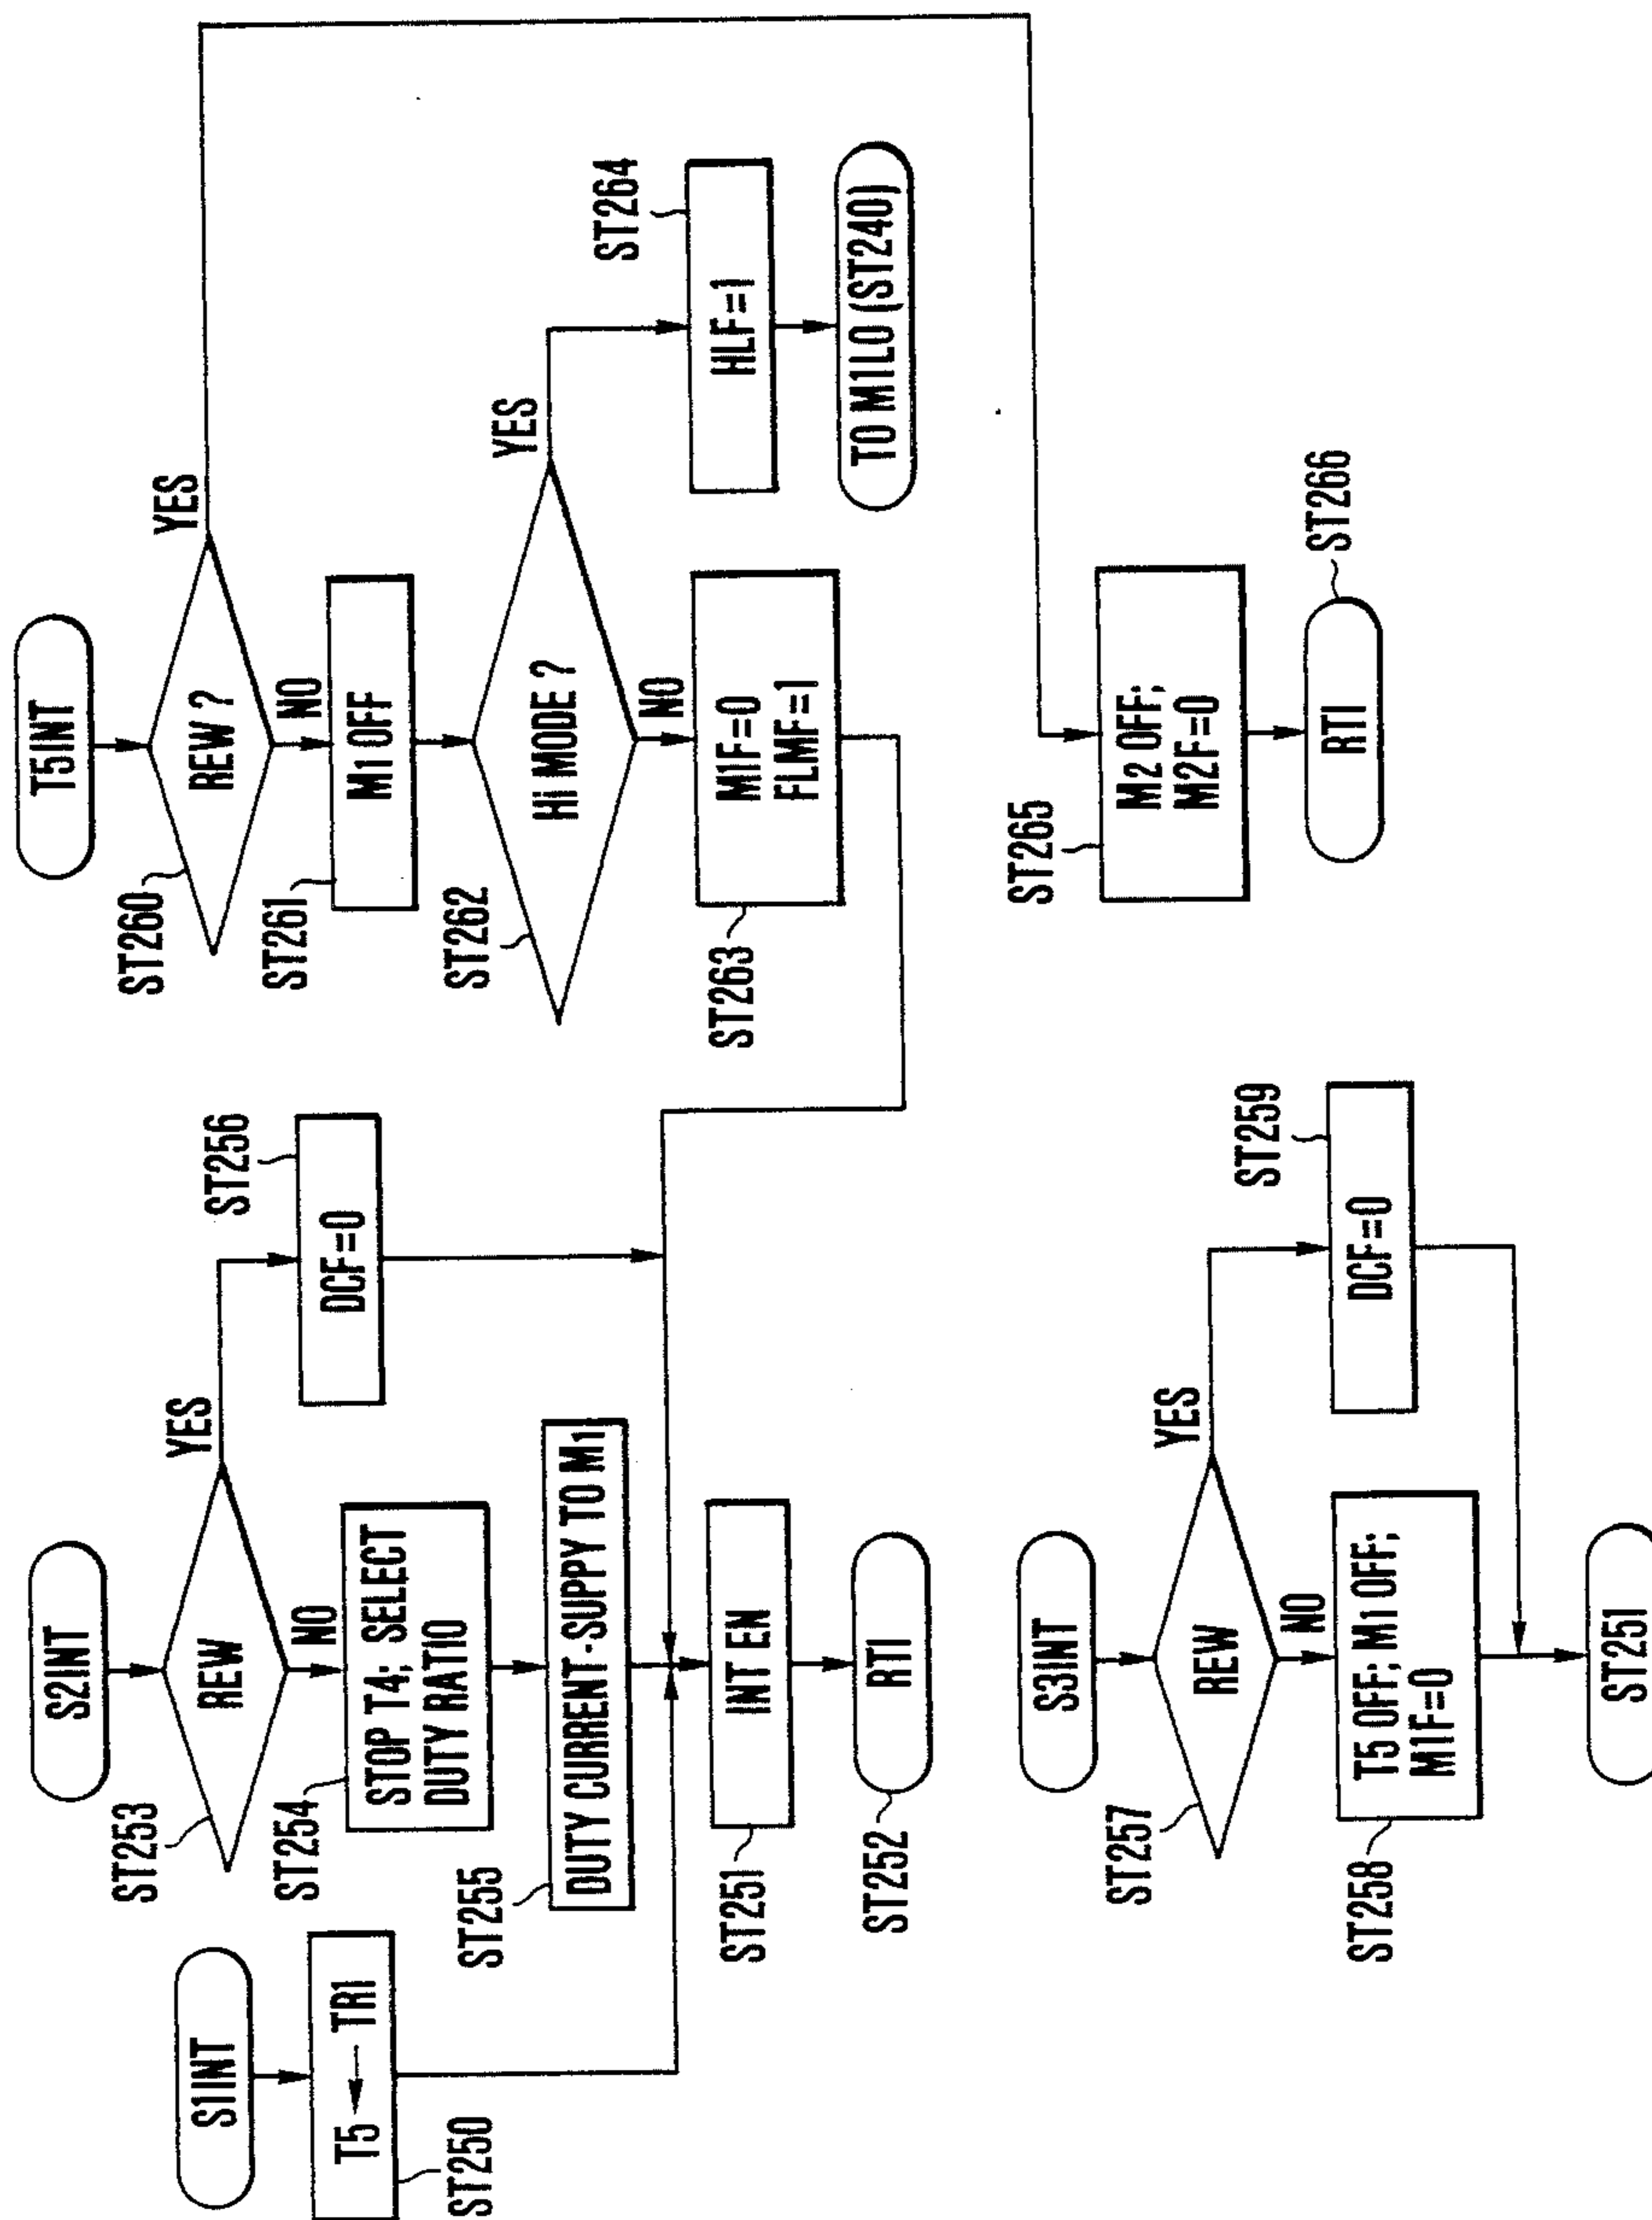 S1INT
T5 ← TR1
ST250
S2INT
REW
ST253
YES
NO
STOP T4; SELECT
DUTY RATIO
ST254
DUTY CURRENT-SUPPY TO M1
ST255
DCF=0
ST256
INT EN
ST251
RTI
ST252
S3INT
REW
ST257
YES
NO
T5 OFF; M1 OFF;
M1F=0
ST258
DCF=0
ST259
ST251
T5INT
REW ?
ST260
YES
NO
M1 OFF
ST261
Hi MODE ?
ST262
YES
NO
M1F=0
FLMF=1
ST263
HLF=1
ST264
TO M1LO (ST240)
M2 OFF;
M2F=0
ST265
RTI
ST266